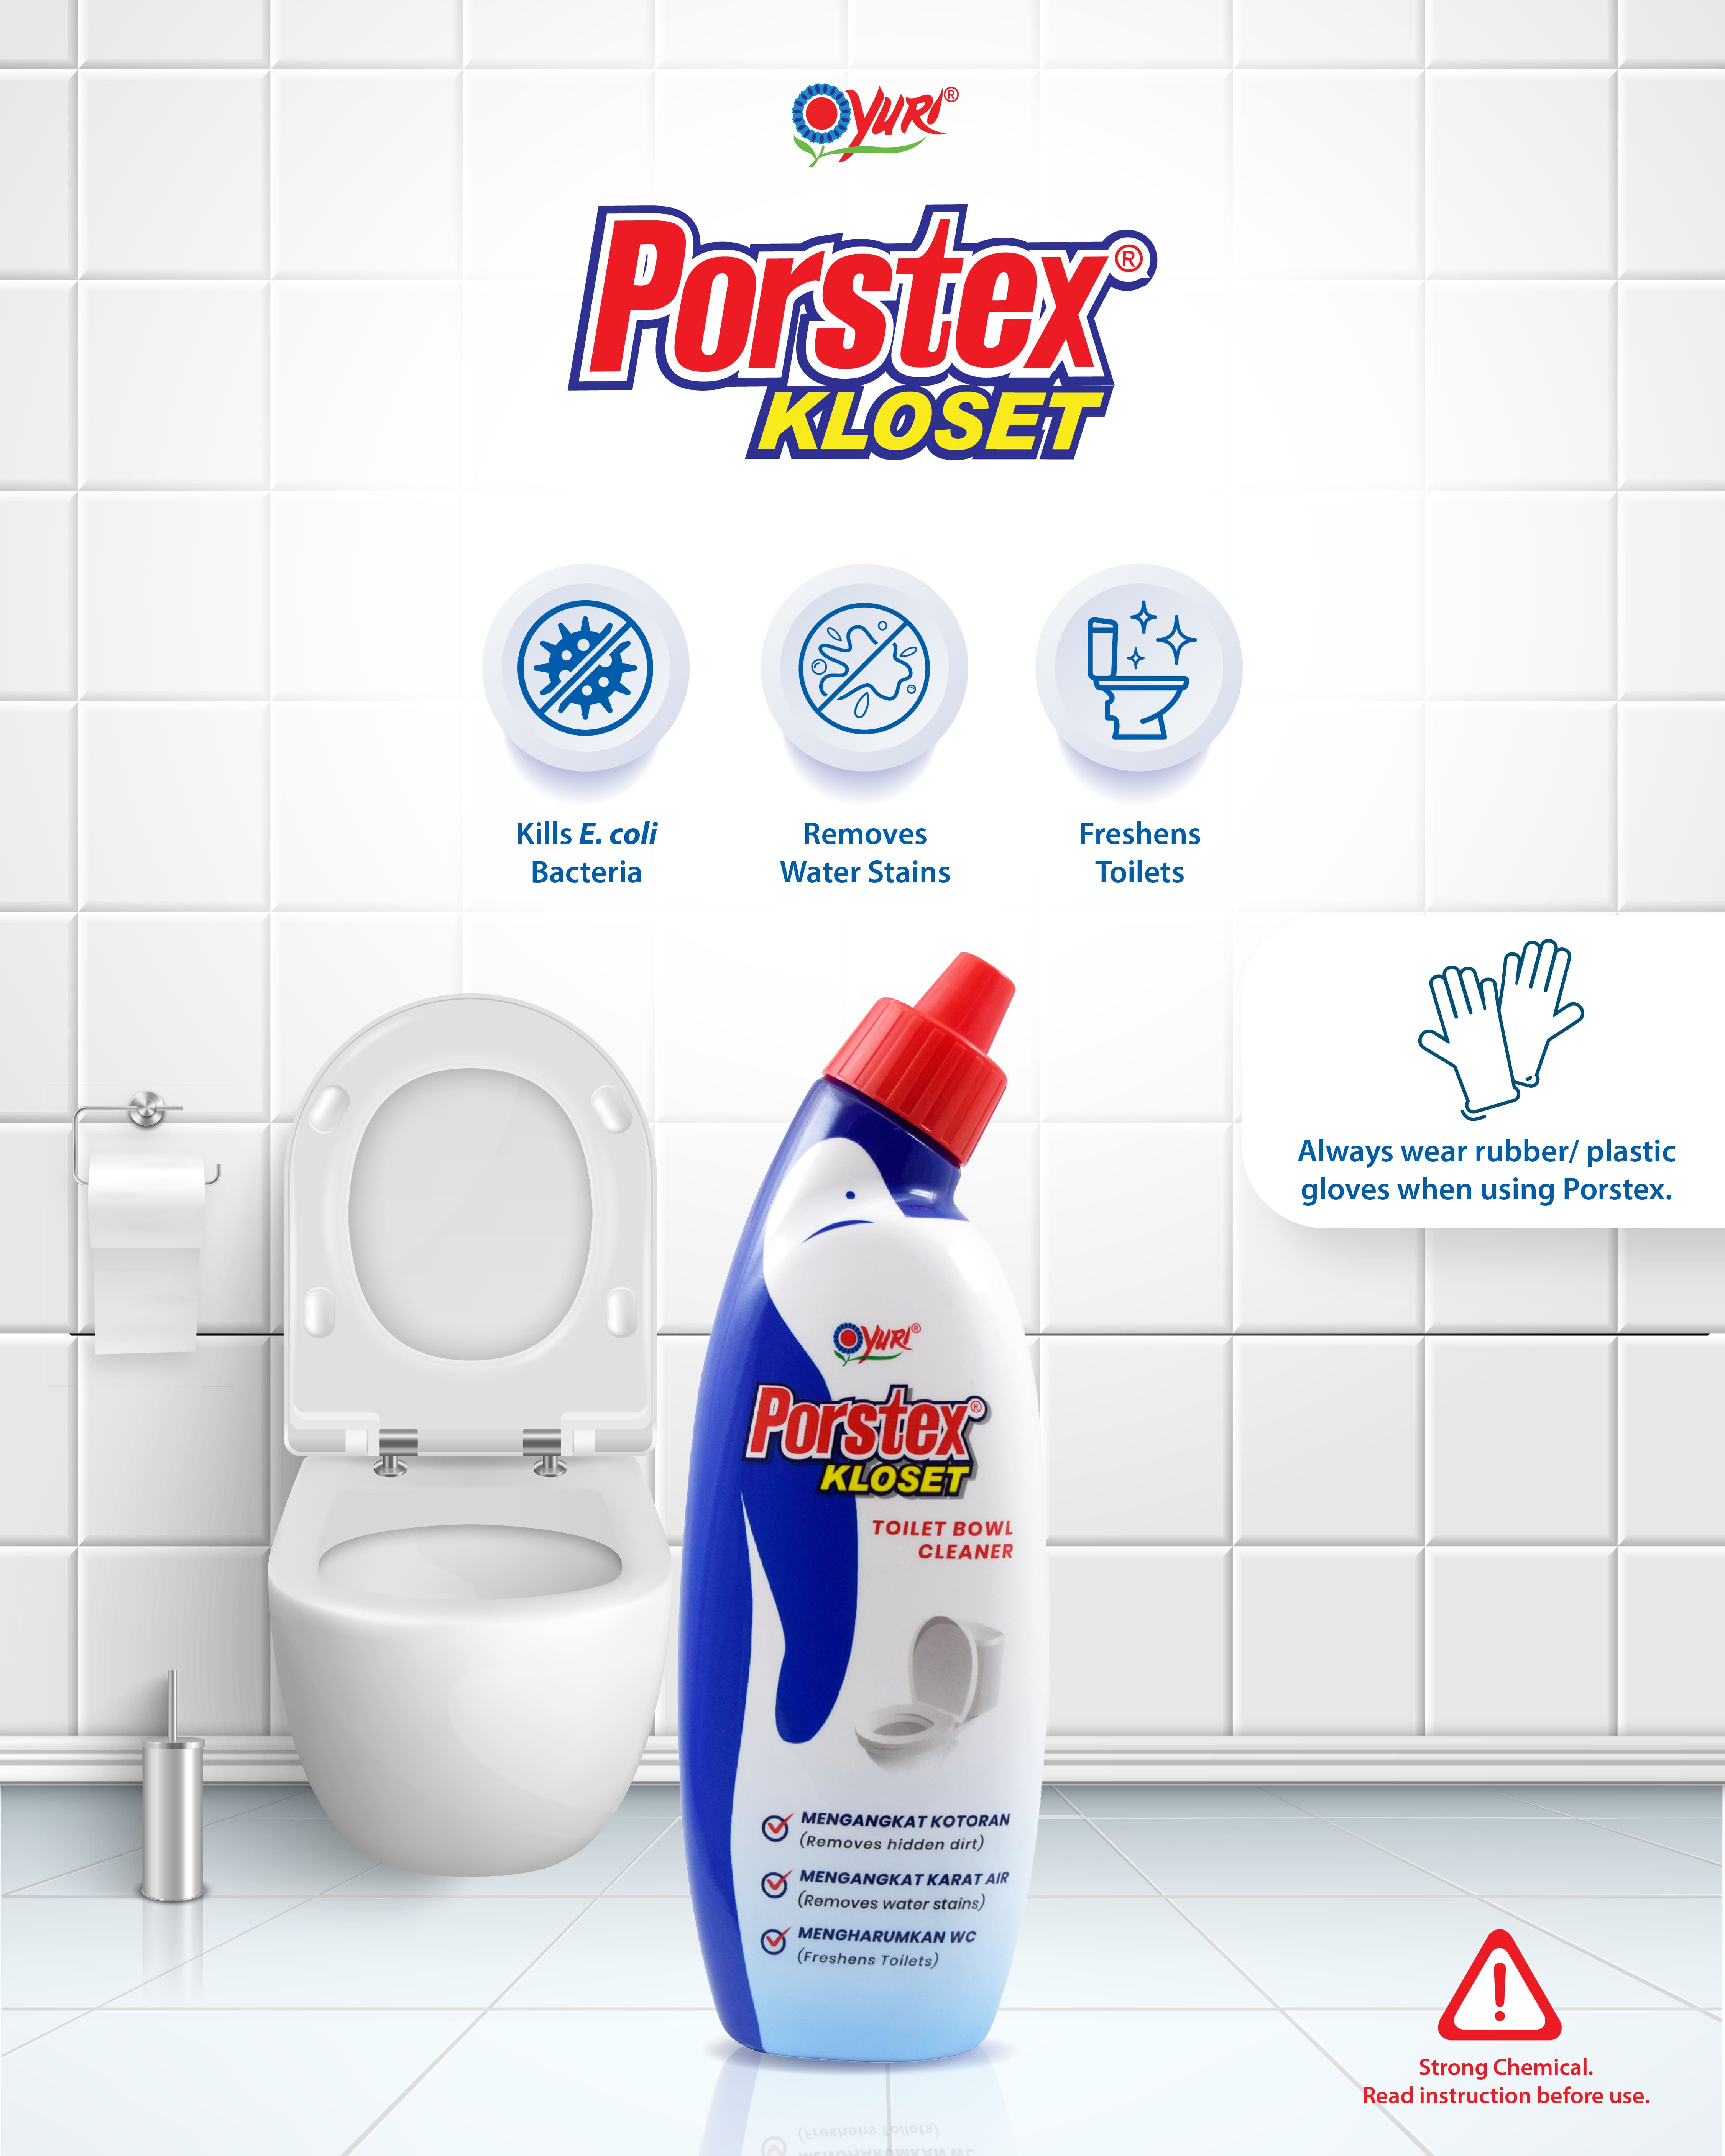 YURI®
Porstex®
KLOSET
Kills E. coli
Bacteria
Removes
Water Stains
Freshens
Toilets
Always wear rubber/ plastic
gloves when using Porstex.
YURI®
Porstex®
KLOSET
TOILET BOWL
CLEANER
MENGANGKAT KOTORAN
(Removes hidden dirt)
MENGANGKAT KARAT AIR
(Removes water stains)
MENGHARUMKAN WC
(Freshens Toilets)
Strong Chemical.
Read instruction before use.